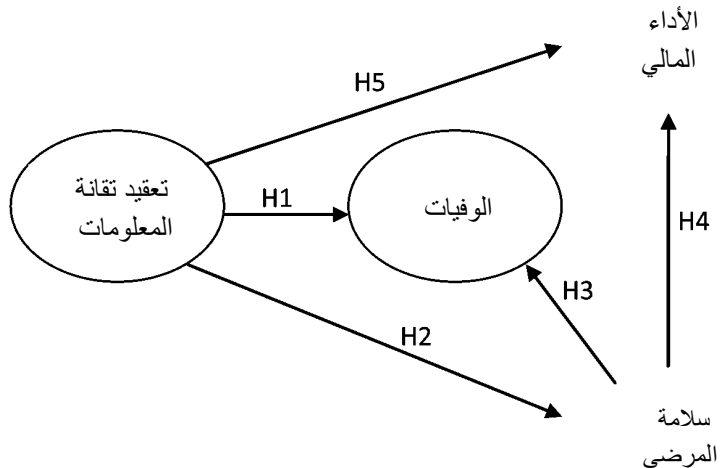 الأداء
المالي
H5
تعقيد تقانة
المعلومات
H1
الوفيات
H4
H3
H2
سلامة
المرضى